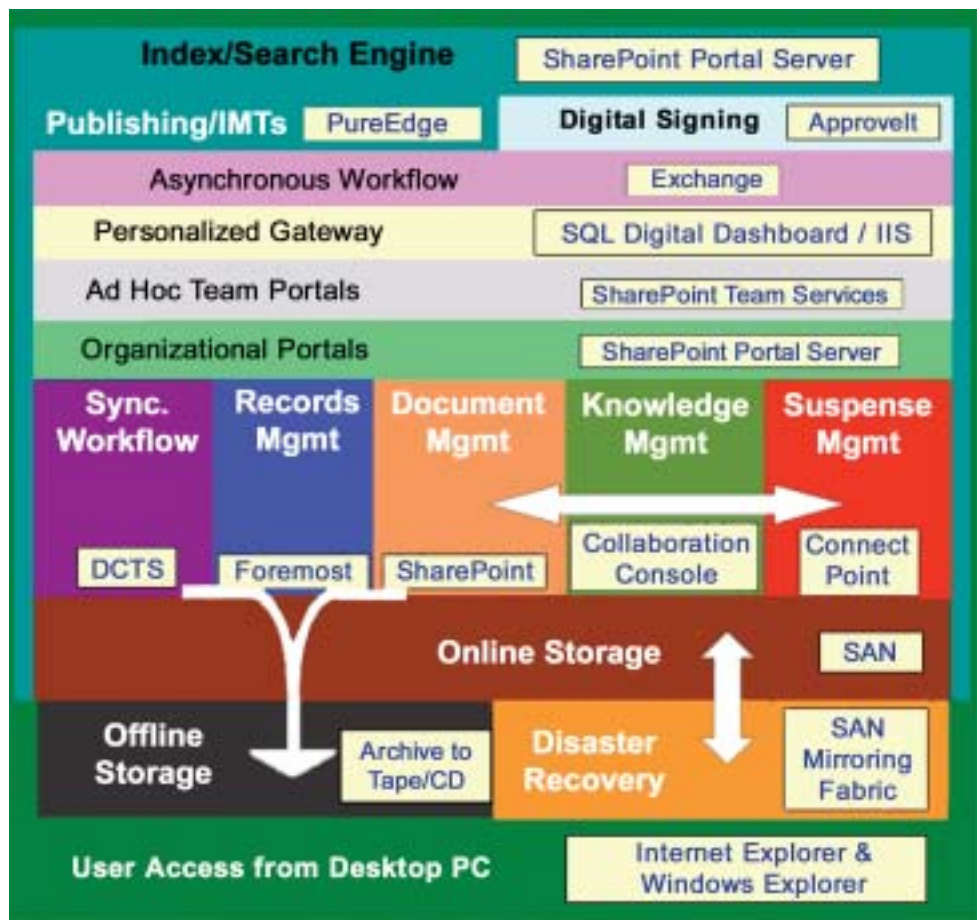 Index/Search Engine SharePoint Portal Server
Publishing/IMTs PureEdge Digital Signing ApproveIt
Asynchronous Workflow Exchange
Personalized Gateway SQL Digital Dashboard / IIS
Ad Hoc Team Portals SharePoint Team Services
Organizational Portals SharePoint Portal Server
Sync.
Workflow
Records
Mgmt
Document
Mgmt
Knowledge
Mgmt
Suspense
Mgmt
DCTS
Foremost
SharePoint
Collaboration
Console
Connect
Point
Online Storage SAN
Offline
Storage
Archive to
Tape/CD
Disaster
Recovery
SAN
Mirroring
Fabric
User Access from Desktop PC
Internet Explorer &
Windows Explorer